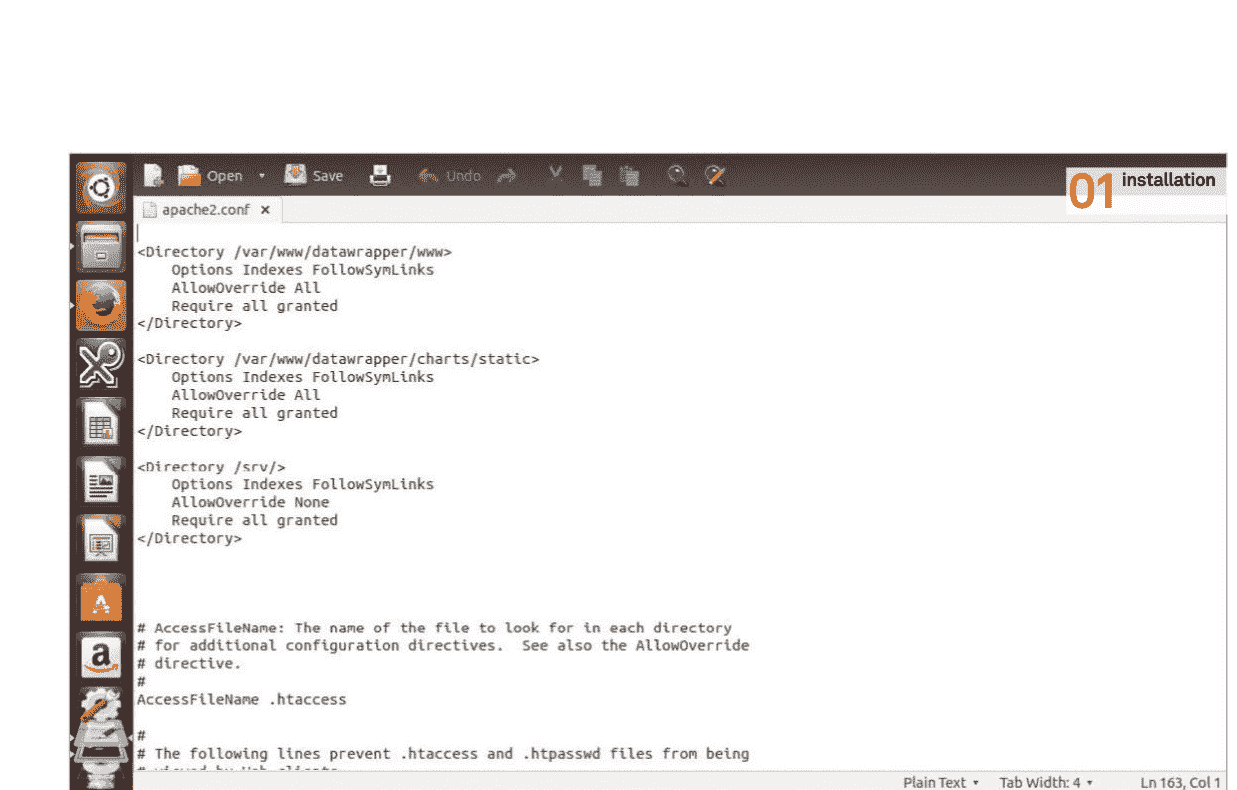 Open Save Undo
01 installation
apache2.conf
<Directory /var/www/datawrapper/www>
Options Indexes FollowSymLinks
AllowOverride All
Require all granted
</Directory>
<Directory /var/www/datawrapper/charts/static>
Options Indexes FollowSymLinks
AllowOverride All
Require all granted
</Directory>
<Directory /srv/>
Options Indexes FollowSymLinks
AllowOverride None
Require all granted
</Directory>
# AccessFileName: The name of the file to look for in each directory
# for additional configuration directives.  See also the AllowOverride
# directive.
#
AccessFileName .htaccess
#
# The following lines prevent .htaccess and .htpasswd files from being
Plain Text Tab Width: 4 Ln 163, Col 1